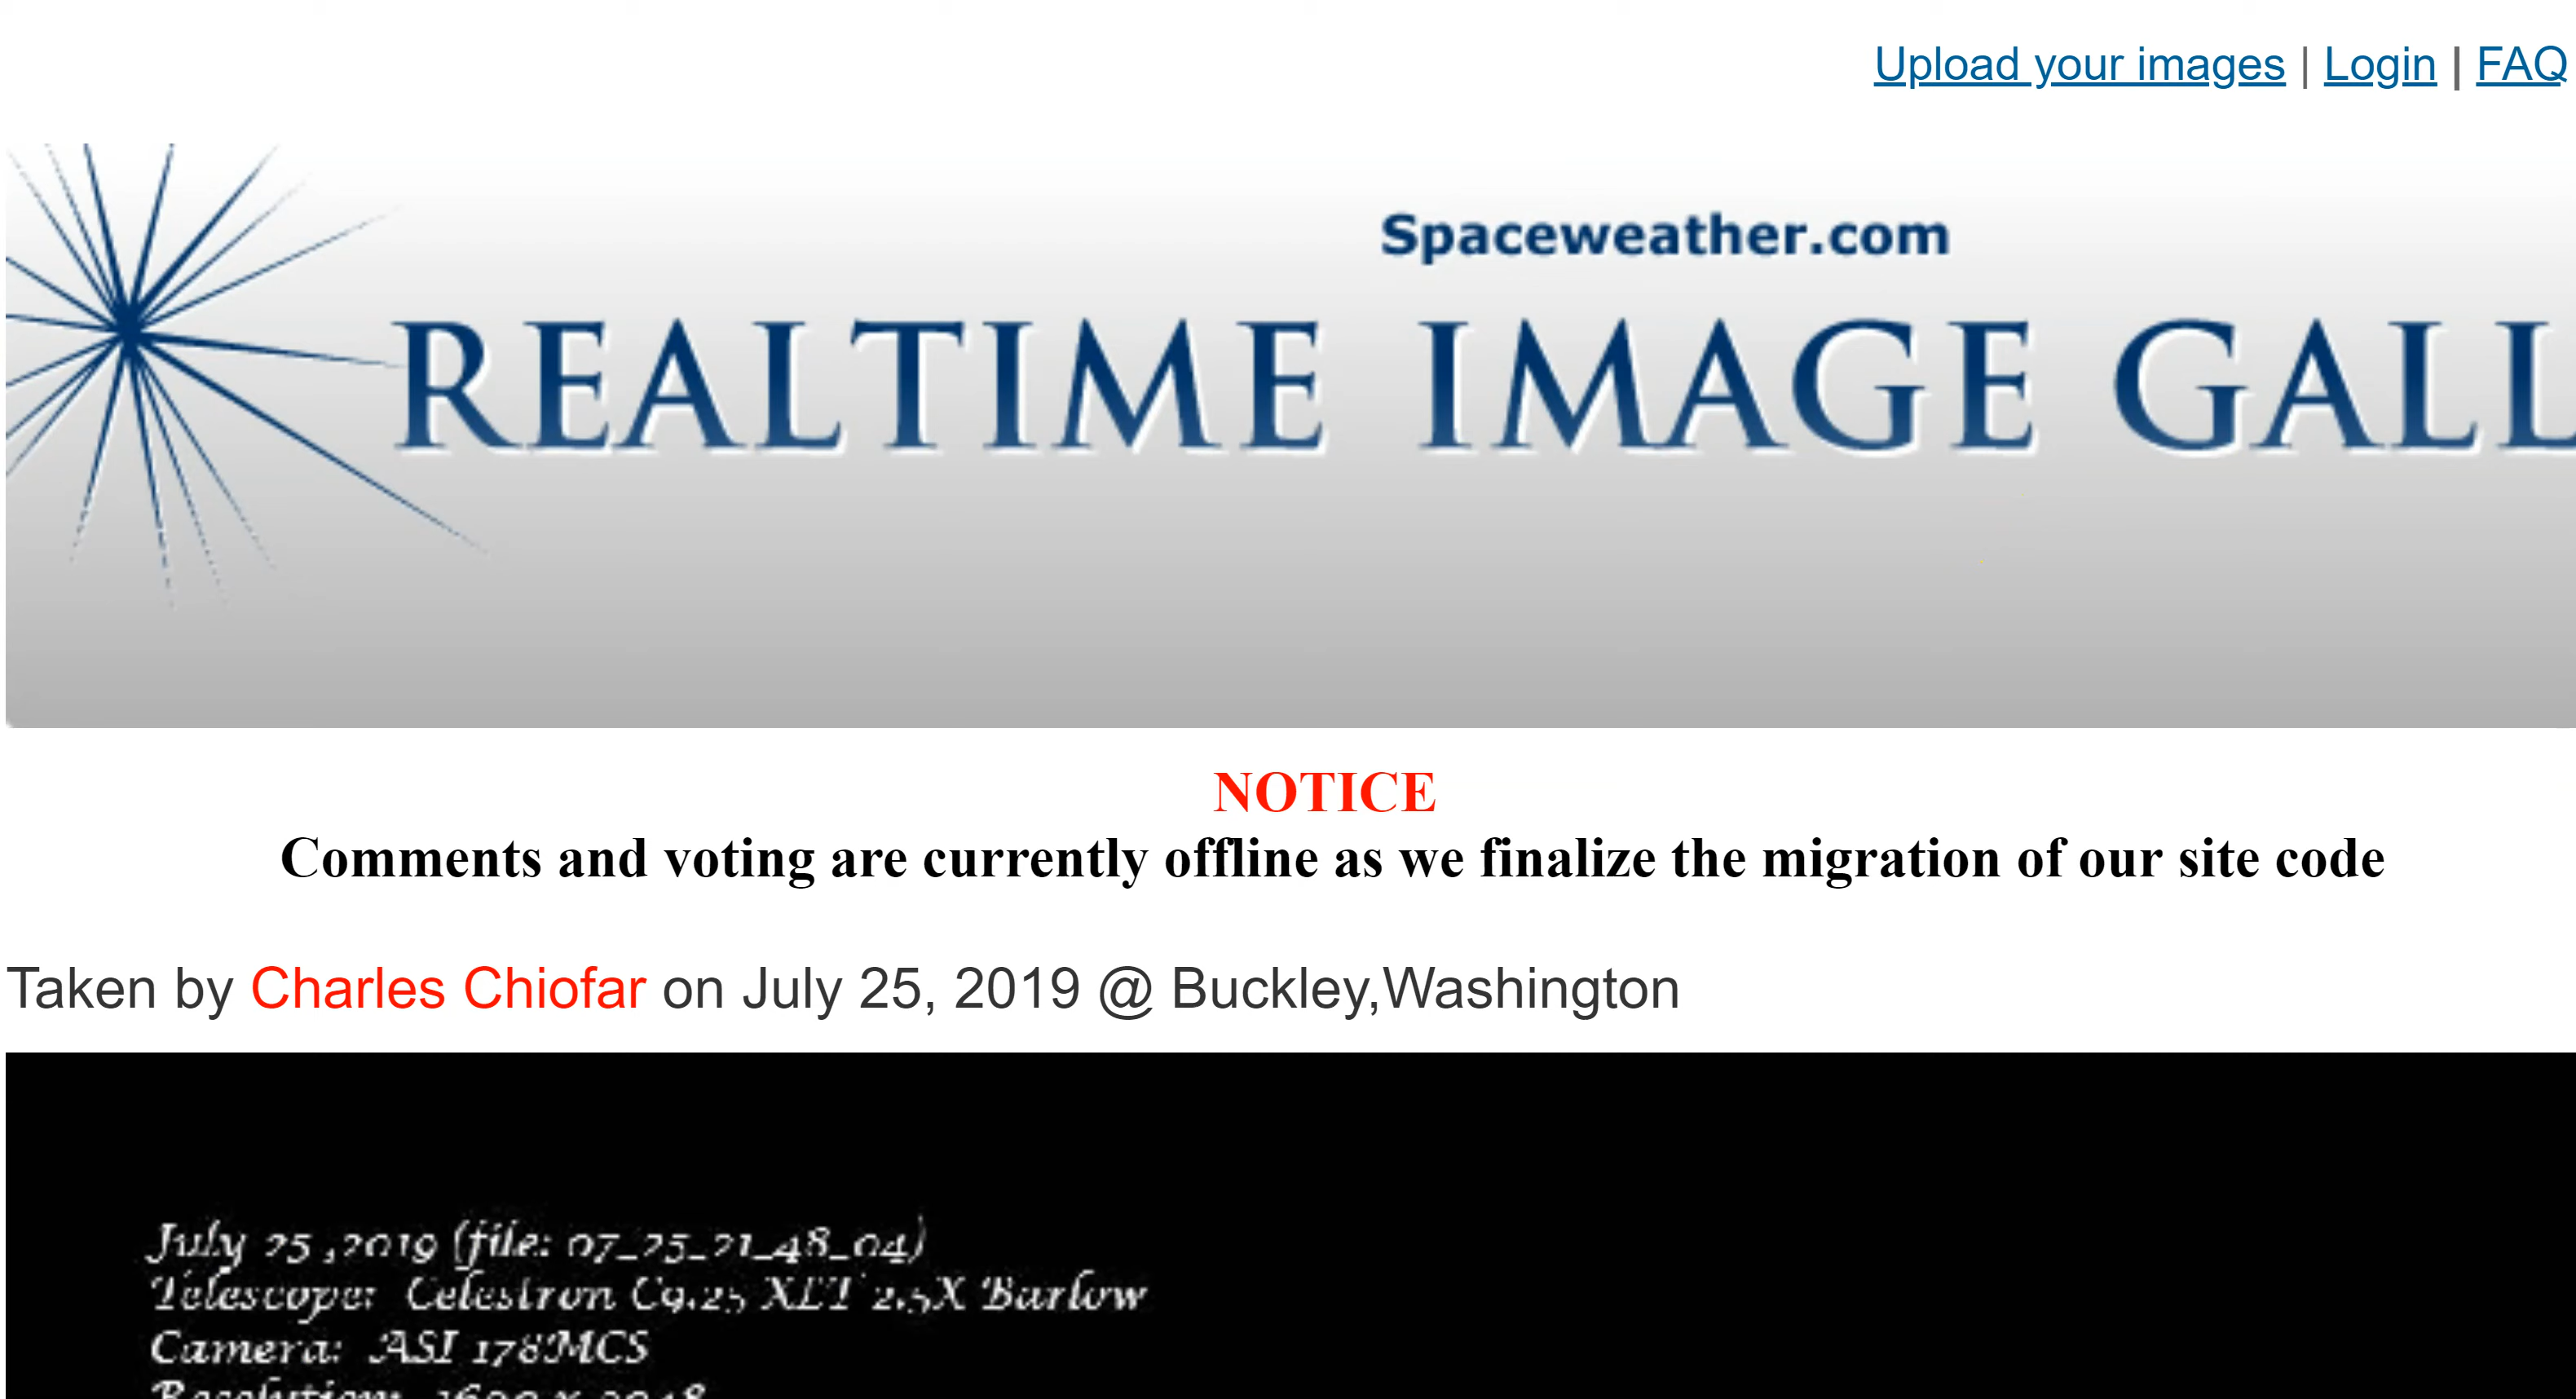 Upload your images | Login | FAQ
Spaceweather.com
REALTIME IMAGE GALL
NOTICE
Comments and voting are currently offline as we finalize the migration of our site code
Taken by Charles Chiofar on July 25, 2019 @ Buckley,Washington
July 25 ,2019 (file: 07_25_21_48_04)
Telescope: Celestron C9.25 XLT 2.5X Barlow
Camera: ASI 178MCS
Resolution: